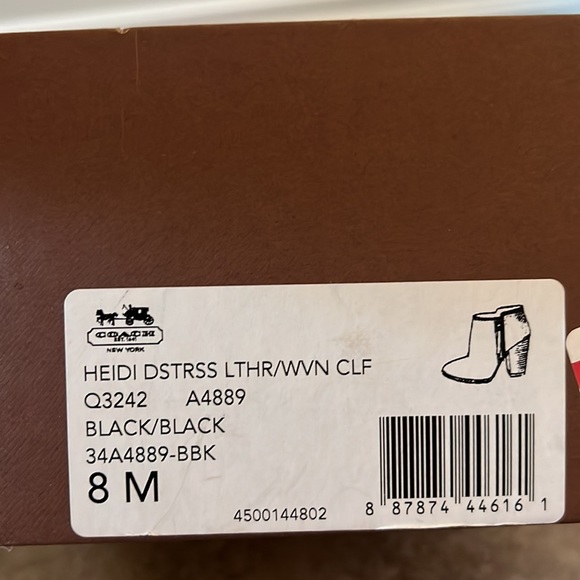 COACH
EST. 1941
NEW YORK
HEIDI DSTRSS LTHR/WVN CLF
Q3242 A4889
BLACK/BLACK
34A4889-BBK
8 M
4500144802
8 87874 44616 1